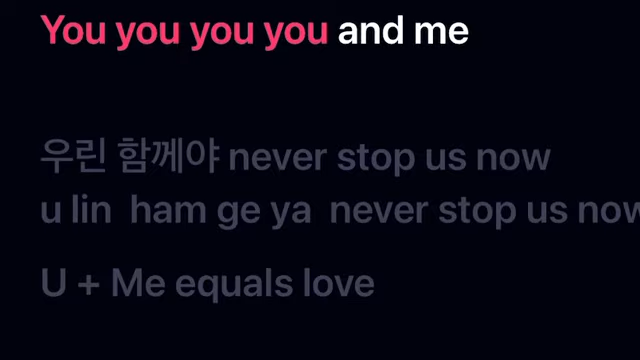 You you you you and me
우린 함께야 never stop us now
u lin ham ge ya never stop us now
U + Me equals love